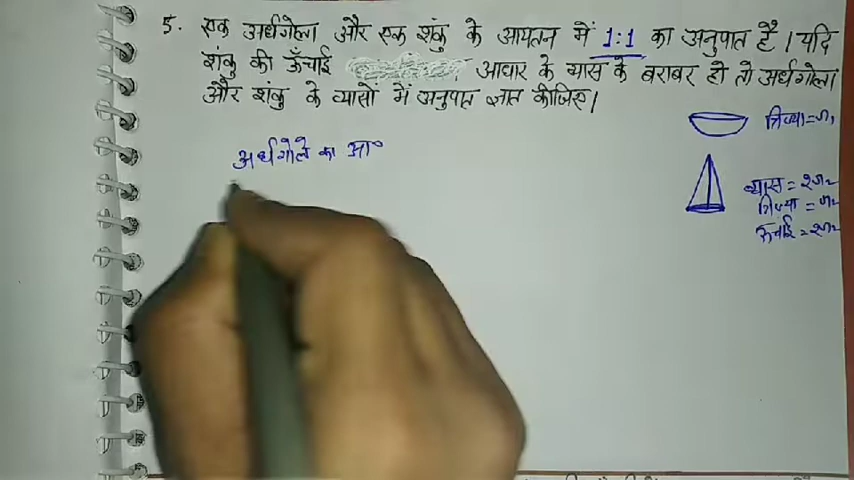 5. एक अर्धगोला और एक शंकु के आयतन में 1:1 का अनुपात है। यदि
शंकु की ऊँचाई आधार के व्यास के बराबर हो तो अर्धगोला
और शंकु के व्यासों में अनुपात ज्ञात कीजिए।
त्रिज्या = r₁
अर्धगोले का आ०
व्यास = 2r₂
त्रिज्या = r₂
ऊँचाई = 2r₂